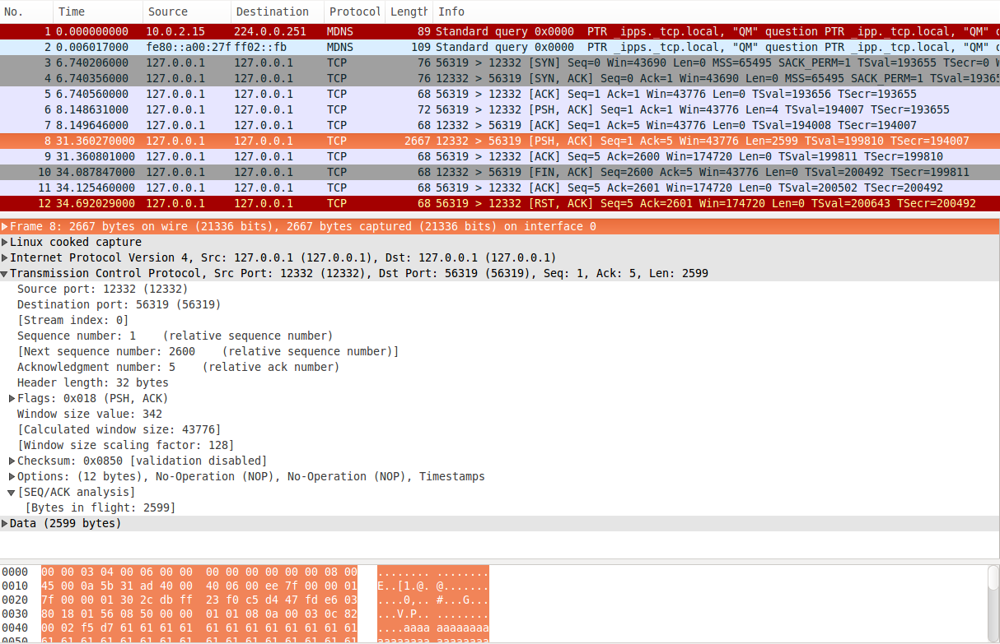 No. Time Source Destination Protocol Length Info
1 0.000000000 10.0.2.15 224.0.0.251 MDNS 89 Standard query 0x0000 PTR _ipps._tcp.local, "QM" question PTR _ipp._tcp.local, "QM" q
2 0.006017000 fe80::a00:27f ff02::fb MDNS 109 Standard query 0x0000 PTR _ipps._tcp.local, "QM" question PTR _ipp._tcp.local, "QM" q
3 6.740206000 127.0.0.1 127.0.0.1 TCP 76 56319 > 12332 [SYN] Seq=0 Win=43690 Len=0 MSS=65495 SACK_PERM=1 TSval=193655 TSecr=0 W
4 6.740356000 127.0.0.1 127.0.0.1 TCP 76 12332 > 56319 [SYN, ACK] Seq=0 Ack=1 Win=43690 Len=0 MSS=65495 SACK_PERM=1 TSval=19365
5 6.740560000 127.0.0.1 127.0.0.1 TCP 68 56319 > 12332 [ACK] Seq=1 Ack=1 Win=43776 Len=0 TSval=193656 TSecr=193655
6 8.148631000 127.0.0.1 127.0.0.1 TCP 72 56319 > 12332 [PSH, ACK] Seq=1 Ack=1 Win=43776 Len=4 TSval=194007 TSecr=193655
7 8.149646000 127.0.0.1 127.0.0.1 TCP 68 12332 > 56319 [ACK] Seq=1 Ack=5 Win=43776 Len=0 TSval=194008 TSecr=194007
8 31.360270000 127.0.0.1 127.0.0.1 TCP 2667 12332 > 56319 [PSH, ACK] Seq=1 Ack=5 Win=43776 Len=2599 TSval=199810 TSecr=194007
9 31.360801000 127.0.0.1 127.0.0.1 TCP 68 56319 > 12332 [ACK] Seq=5 Ack=2600 Win=174720 Len=0 TSval=199811 TSecr=199810
10 34.087847000 127.0.0.1 127.0.0.1 TCP 68 12332 > 56319 [FIN, ACK] Seq=2600 Ack=5 Win=43776 Len=0 TSval=200492 TSecr=199811
11 34.125460000 127.0.0.1 127.0.0.1 TCP 68 56319 > 12332 [ACK] Seq=5 Ack=2601 Win=174720 Len=0 TSval=200502 TSecr=200492
12 34.692029000 127.0.0.1 127.0.0.1 TCP 68 56319 > 12332 [RST, ACK] Seq=5 Ack=2601 Win=174720 Len=0 TSval=200643 TSecr=200492
Frame 8: 2667 bytes on wire (21336 bits), 2667 bytes captured (21336 bits) on interface 0
Linux cooked capture
Internet Protocol Version 4, Src: 127.0.0.1 (127.0.0.1), Dst: 127.0.0.1 (127.0.0.1)
Transmission Control Protocol, Src Port: 12332 (12332), Dst Port: 56319 (56319), Seq: 1, Ack: 5, Len: 2599
Source port: 12332 (12332)
Destination port: 56319 (56319)
[Stream index: 0]
Sequence number: 1 (relative sequence number)
[Next sequence number: 2600 (relative sequence number)]
Acknowledgment number: 5 (relative ack number)
Header length: 32 bytes
Flags: 0x018 (PSH, ACK)
Window size value: 342
[Calculated window size: 43776]
[Window size scaling factor: 128]
Checksum: 0x0850 [validation disabled]
Options: (12 bytes), No-Operation (NOP), No-Operation (NOP), Timestamps
[SEQ/ACK analysis]
[Bytes in flight: 2599]
Data (2599 bytes)
0000 00 00 03 04 00 06 00 00 00 00 00 00 00 00 08 00 ........ ........
0010 45 00 0a 5b 31 ad 40 00 40 06 00 ee 7f 00 00 01 E..[1.@. @.......
0020 7f 00 00 01 30 2c db ff 23 f0 c5 d4 47 fd e6 03 ....0,.. #...G...
0030 80 18 01 56 08 50 00 00 01 01 08 0a 00 03 0c 82 ...V.P.. ........
0040 00 02 f5 d7 61 61 61 61 61 61 61 61 61 61 61 61 ....aaaa aaaaaaaa
0050 61 61 61 61 61 61 61 61 61 61 61 61 61 61 61 61 aaaaaaaa aaaaaaaa